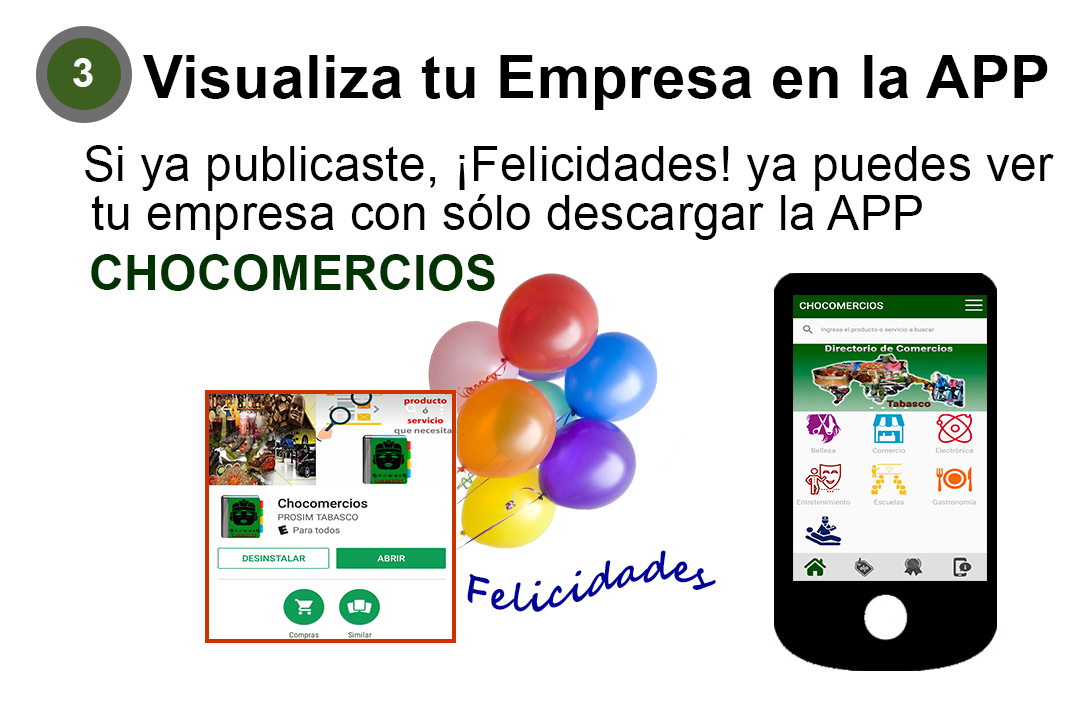 3
Visualiza tu Empresa en la APP
Si ya publicaste, ¡Felicidades! ya puedes ver
tu empresa con sólo descargar la APP
CHOCOMERCIOS
producto
ó
servicio
que necesita
Chocomercios
PROSIM TABASCO
E Para todos
DESINSTALAR
ABRIR
Compras
Similar
Felicidades
CHOCOMERCIOS
Ingresa el producto o servicio a buscar
Directorio de Comercios
Tabasco
Belleza
Comercio
Electrónica
Entretenimiento
Escuelas
Gastronomía